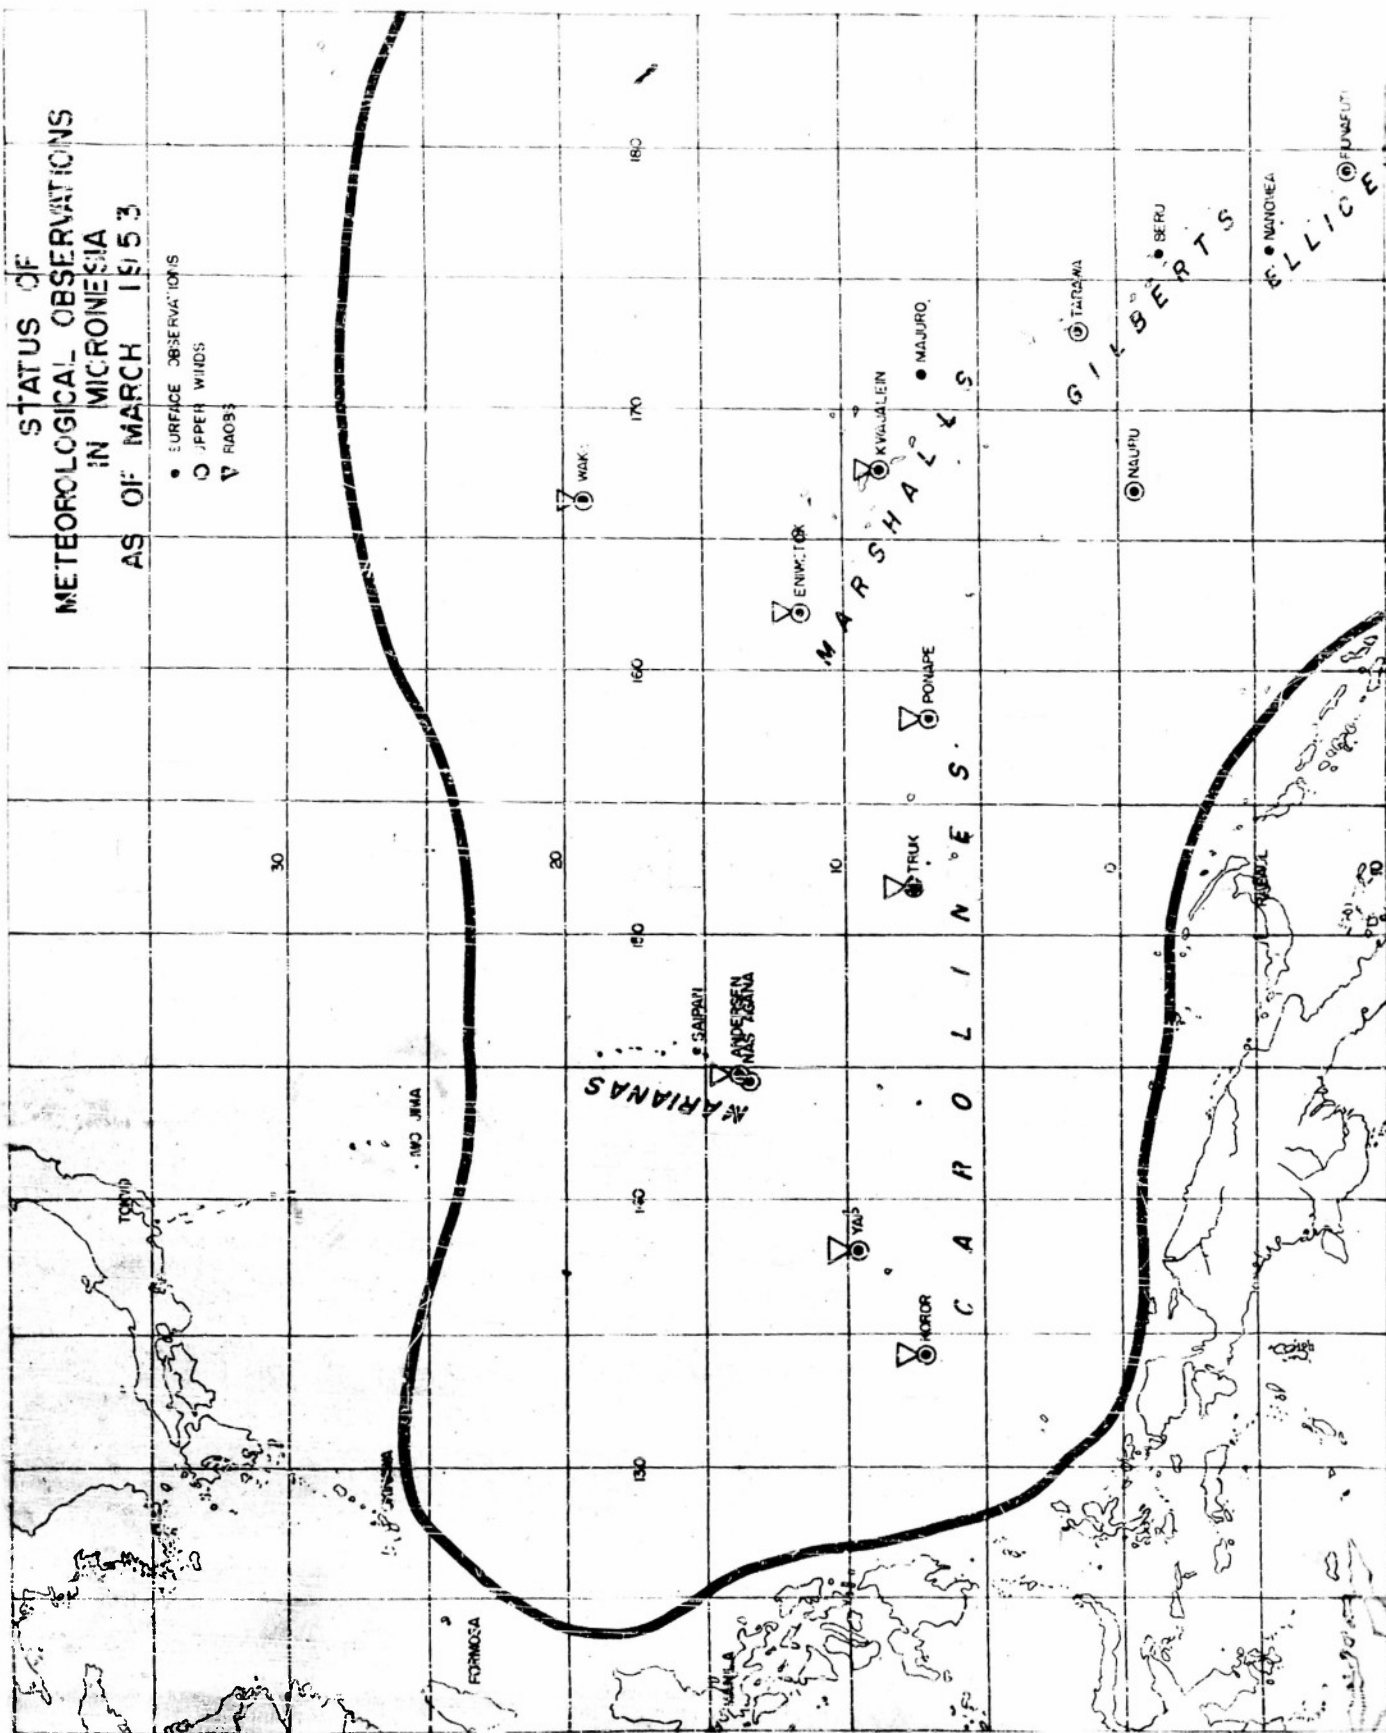 STATUS OF
METEOROLOGICAL OBSERVATIONS
IN MICRONESIA
AS OF MARCH 1953
SURFACE OBSERVATIONS
UPPER WINDS
RAOBS
30
20
10
0
10
180
170
160
150
140
130
TOKYO
IWO JIMA
OKINAWA
FORMOSA
MANILA
WAKE
ENIWETOK
KWAJALEIN
MAJURO
MARSHALLS
TARAWA
BERU
GILBERTS
NANOMEA
FUNAFUTI
ELLICE
NAURU
PONAPE
TRUK
SAIPAN
ANDERSEN
NAS AGANA
MARIANAS
YAP
KOROR
CAROLINES
RABAUL